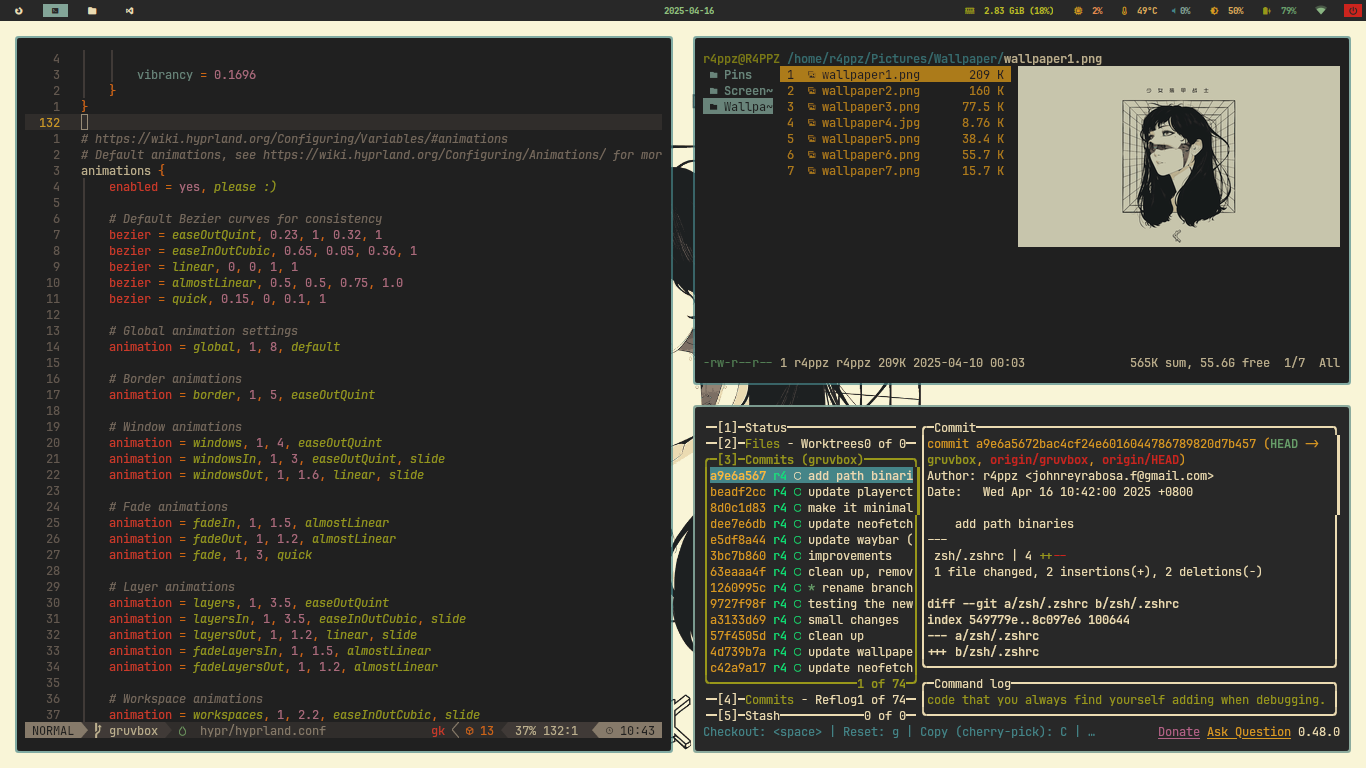 2025-04-16
2.83 GiB (18%)
2%
49°C
0%
50%
79%
4
3 vibrancy = 0.1696
2 }
1 }
132
1 # https://wiki.hyprland.org/Configuring/Variables/#animations
2 # Default animations, see https://wiki.hyprland.org/Configuring/Animations/ for mor
3 animations {
4 enabled = yes, please :)
5
6 # Default Bezier curves for consistency
7 bezier = easeOutQuint, 0.23, 1, 0.32, 1
8 bezier = easeInOutCubic, 0.65, 0.05, 0.36, 1
9 bezier = linear, 0, 0, 1, 1
10 bezier = almostLinear, 0.5, 0.5, 0.75, 1.0
11 bezier = quick, 0.15, 0, 0.1, 1
12
13 # Global animation settings
14 animation = global, 1, 8, default
15
16 # Border animations
17 animation = border, 1, 5, easeOutQuint
18
19 # Window animations
20 animation = windows, 1, 4, easeOutQuint
21 animation = windowsIn, 1, 3, easeOutQuint, slide
22 animation = windowsOut, 1, 1.6, linear, slide
23
24 # Fade animations
25 animation = fadeIn, 1, 1.5, almostLinear
26 animation = fadeOut, 1, 1.2, almostLinear
27 animation = fade, 1, 3, quick
28
29 # Layer animations
30 animation = layers, 1, 3.5, easeOutQuint
31 animation = layersIn, 1, 3.5, easeOutCubic, slide
32 animation = layersOut, 1, 1.2, linear, slide
33 animation = fadeLayersIn, 1, 1.5, almostLinear
34 animation = fadeLayersOut, 1, 1.2, almostLinear
35
36 # Workspace animations
37 animation = workspaces, 1, 2.2, easeInOutCubic, slide
NORMAL gruvbox hypr/hyprland.conf gk 13 37% 132:1 10:43
r4ppz@R4PPZ /home/r4ppz/Pictures/Wallpaper/wallpaper1.png
Pins
Screen~
Wallpa~
1 wallpaper1.png 209 K
2 wallpaper2.png 160 K
3 wallpaper3.png 77.5 K
4 wallpaper4.jpg 8.76 K
5 wallpaper5.png 38.4 K
6 wallpaper6.png 55.7 K
7 wallpaper7.png 15.7 K
-rw-r--r-- 1 r4ppz r4ppz 209K 2025-04-10 00:03 565K sum, 55.6G free 1/7 All
[1]─Status
[2]─Files - Worktrees0 of 0
[3]─Commits (gruvbox)
a9e6a567 r4 add path binari
beadf2cc r4 update playerct
8d0c1d83 r4 make it minimal
dee7e6db r4 update neofetch
e5df8a44 r4 update waybar (
3bc7b860 r4 improvements
63eaaa4f r4 clean up, remov
1260995c r4 * rename branch
9727f98f r4 testing the new
a3133d69 r4 small changes
57f4505d r4 clean up
4d739b7a r4 update wallpape
c42a9a17 r4 update neofetch
1 of 74
[4]─Commits - Reflog1 of 74
[5]─Stash 0 of 0
Commit
commit a9e6a5672bac4cf24e6016044786789820d7b457 (HEAD ->
gruvbox, origin/gruvbox, origin/HEAD)
Author: r4ppz <johnreyrabosa.f@gmail.com>
Date: Wed Apr 16 10:42:00 2025 +0800
add path binaries
---
zsh/.zshrc | 4 ++--
1 file changed, 2 insertions(+), 2 deletions(-)
diff --git a/zsh/.zshrc b/zsh/.zshrc
index 549779e..8c097e6 100644
--- a/zsh/.zshrc
+++ b/zsh/.zshrc
Command log
code that you always find yourself adding when debugging.
Checkout: <space> | Reset: g | Copy (cherry-pick): C | … Donate Ask Question 0.48.0